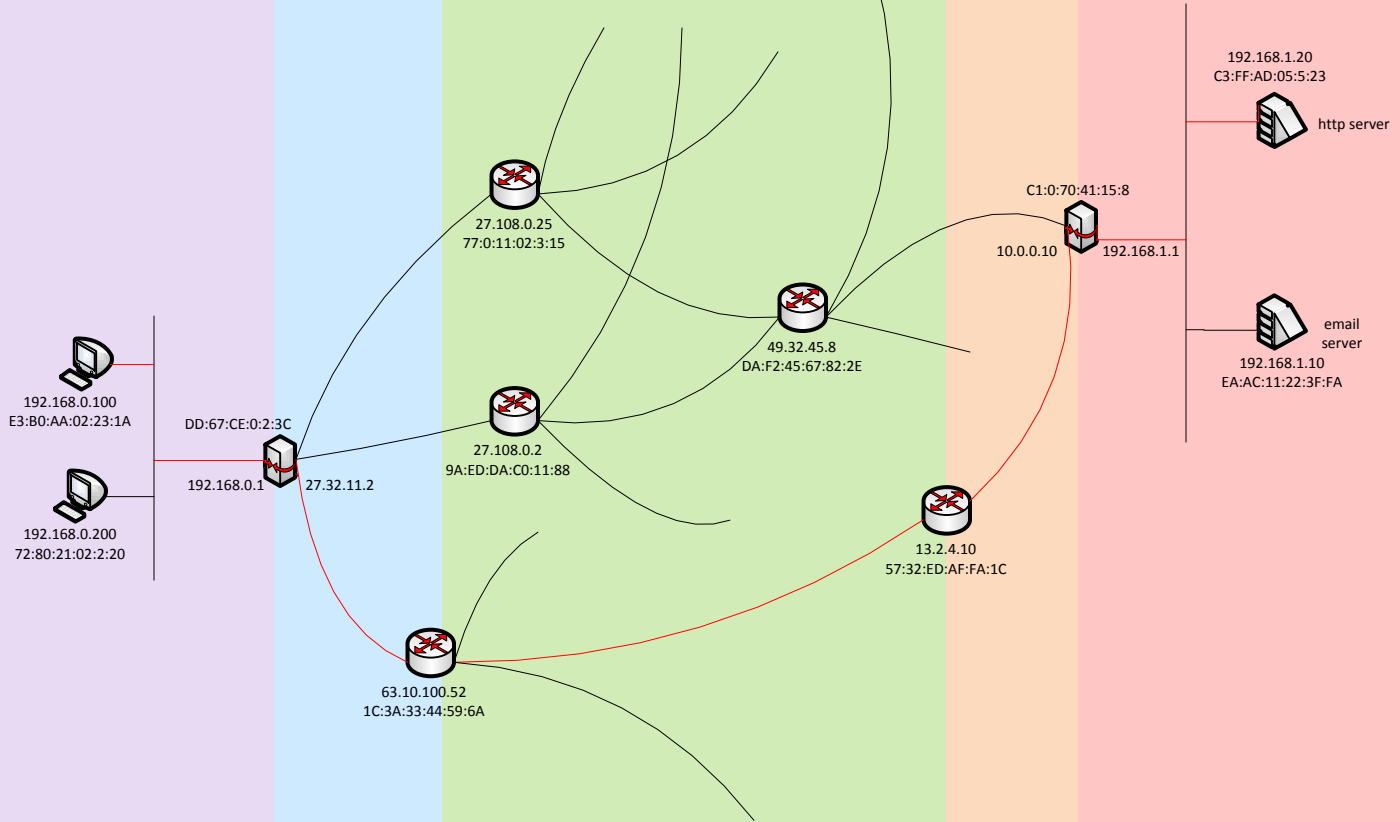 192.168.1.20
C3:FF:AD:05:5:23
http server
C1:0:70:41:15:8
10.0.0.10
192.168.1.1
27.108.0.25
77:0:11:02:3:15
49.32.45.8
DA:F2:45:67:82:2E
email
server
192.168.1.10
EA:AC:11:22:3F:FA
192.168.0.100
E3:B0:AA:02:23:1A
DD:67:CE:0:2:3C
192.168.0.1
27.32.11.2
27.108.0.2
9A:ED:DA:C0:11:88
192.168.0.200
72:80:21:02:2:20
13.2.4.10
57:32:ED:AF:FA:1C
63.10.100.52
1C:3A:33:44:59:6A